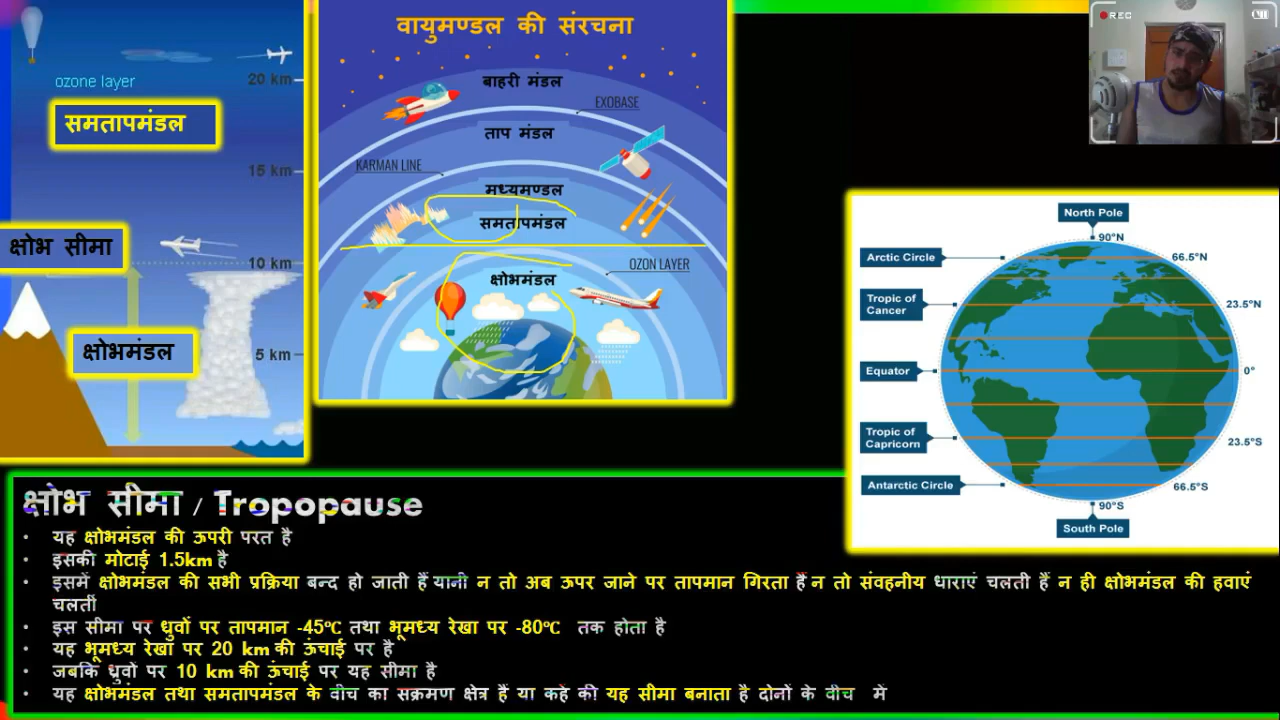 ozone layer
20 km
समतापमंडल
15 km
क्षोभ सीमा
10 km
क्षोभमंडल
5 km
वायुमण्डल की संरचना
बाहरी मंडल
EXOBASE
ताप मंडल
KARMAN LINE
मध्यमण्डल
समतापमंडल
OZON LAYER
क्षोभमंडल
REC
North Pole
90°N
Arctic Circle
66.5°N
Tropic of
Cancer
23.5°N
Equator
0°
Tropic of
Capricorn
23.5°S
Antarctic Circle
66.5°S
90°S
South Pole
क्षोभ सीमा / Tropopause
• यह क्षोभमंडल की ऊपरी परत है
• इसकी मोटाई 1.5km है
• इसमें क्षोभमंडल की सभी प्रक्रिया बन्द हो जाती हैं यानी न तो अब ऊपर जाने पर तापमान गिरता हैं न तो संवहनीय धाराएं चलती हैं न ही क्षोभमंडल की हवाएं
चलतीं
• इस सीमा पर ध्रुवों पर तापमान -45°C तथा भूमध्य रेखा पर -80°C तक होता है
• यह भूमध्य रेखा पर 20 km की ऊंचाई पर है
• जबकि ध्रुवों पर 10 km की ऊंचाई पर यह सीमा है
• यह क्षोभमंडल तथा समतापमंडल के वीच का सक्रमण क्षेत्र हैं या कहे की यह सीमा बनाता है दोनों के वीच में